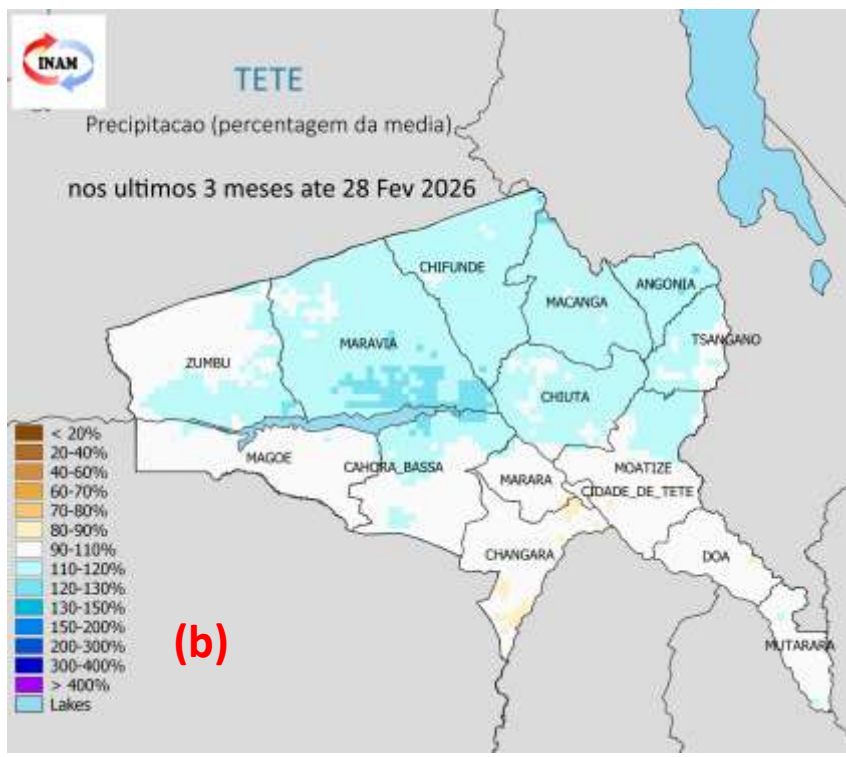 INAM
TETE
Precipitacao (percentagem da media)
nos ultimos 3 meses ate 28 Fev 2026
CHIFUNDE
ANGONIA
MACANGA
TSANGANO
MARAVIA
ZUMBU
CHIUTA
MAGOE
CAHORA_BASSA
MOATIZE
MARARA
CIDADE_DE_TETE
CHANGARA
DOA
MUTARARA
< 20%
20-40%
40-60%
60-70%
70-80%
80-90%
90-110%
110-120%
120-130%
130-150%
150-200%
200-300%
300-400%
> 400%
Lakes
(b)